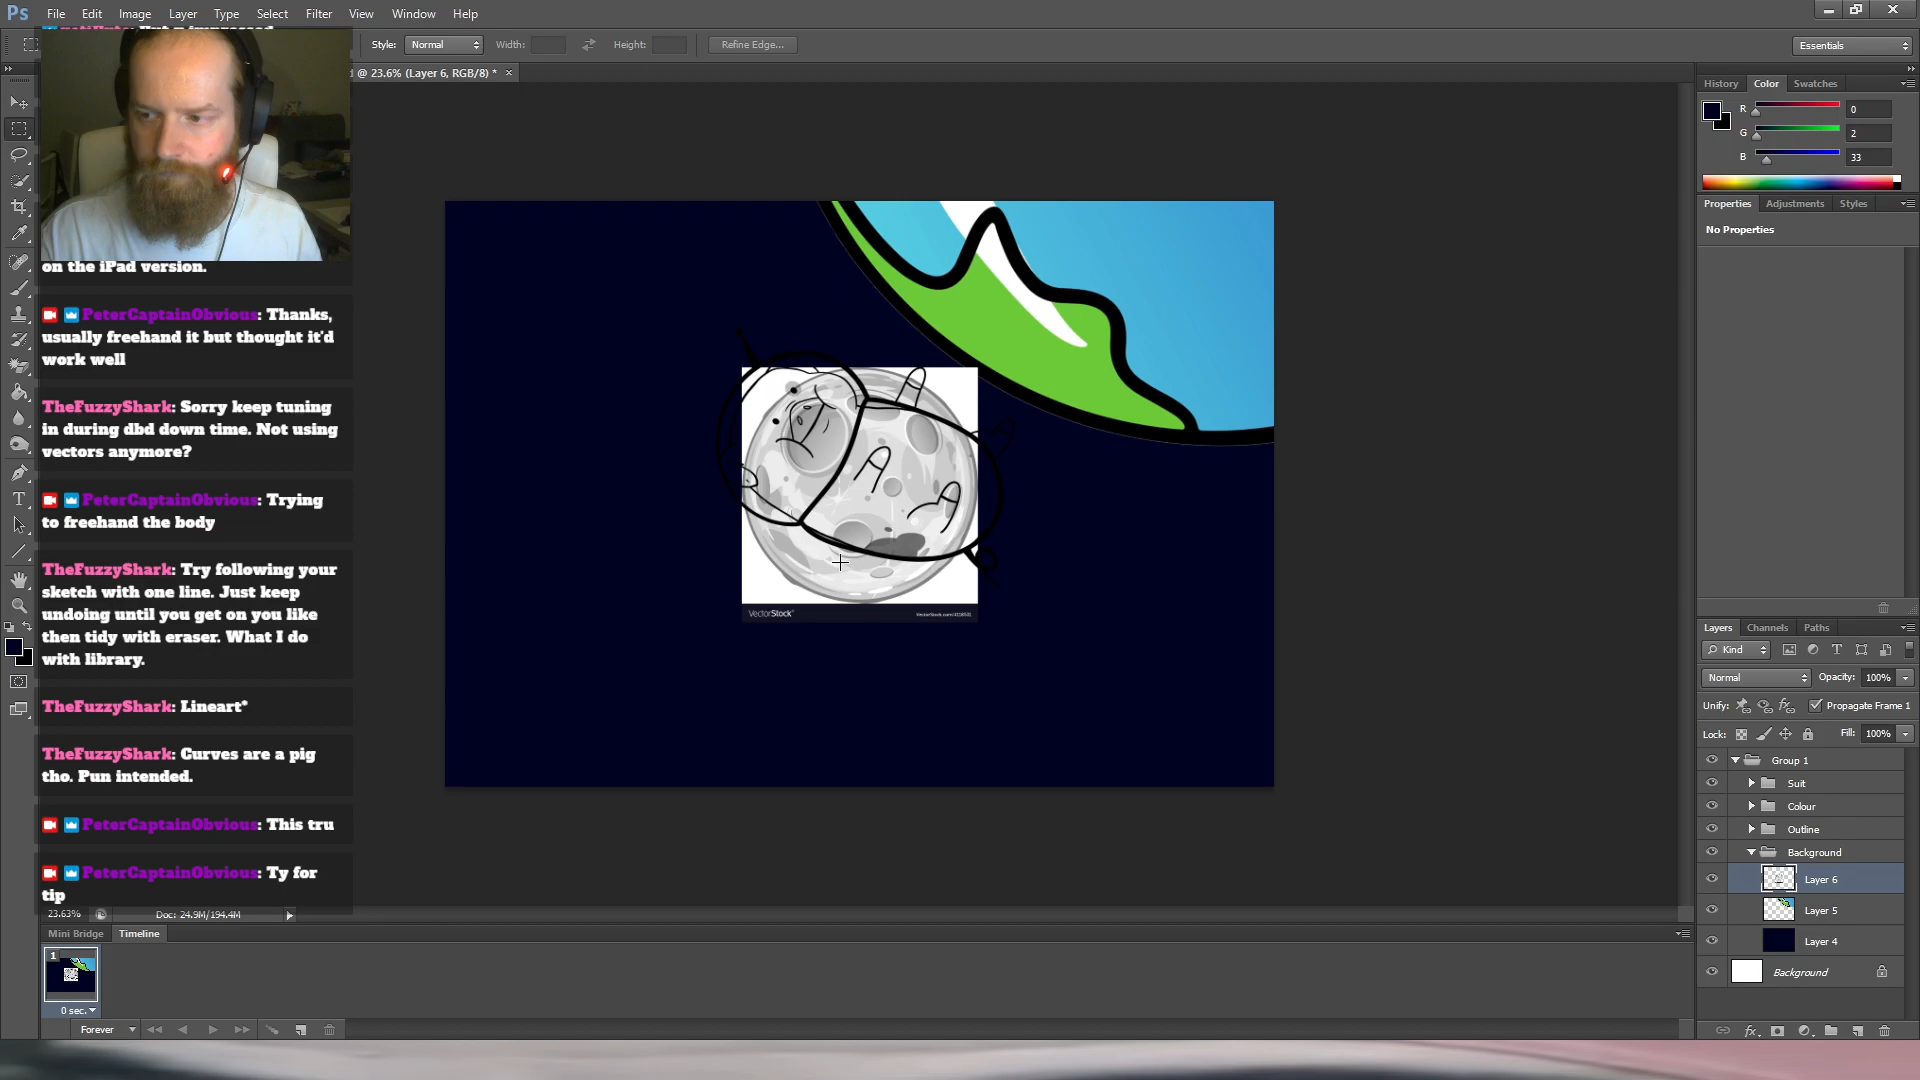 Ps File Edit Image Layer Type Select Filter View Window Help
Style: Normal Width: Height: Refine Edge... Essentials
@ 23.6% (Layer 6, RGB/8) * ×
on the iPad version.
PeterCaptainObvious: Thanks,
usually freehand it but thought it'd
work well
TheFuzzyShark: Sorry keep tuning
in during dbd down time. Not using
vectors anymore?
PeterCaptainObvious: Trying
to freehand the body
TheFuzzyShark: Try following your
sketch with one line. Just keep
undoing until you get on you like
then tidy with eraser. What I do
with library.
TheFuzzyShark: Lineart*
TheFuzzyShark: Curves are a pig
tho. Pun intended.
PeterCaptainObvious: This tru
PeterCaptainObvious: Ty for
tip
VectorStock®
23.63% Doc: 24.9M/194.4M
Mini Bridge Timeline
1
0 sec.
Forever
History Color Swatches
R 0
G 2
B 33
Properties Adjustments Styles
No Properties
Layers Channels Paths
Kind
Normal Opacity: 100%
Unify: Propagate Frame 1
Lock: Fill: 100%
Group 1
Suit
Colour
Outline
Background
Layer 6
Layer 5
Layer 4
Background